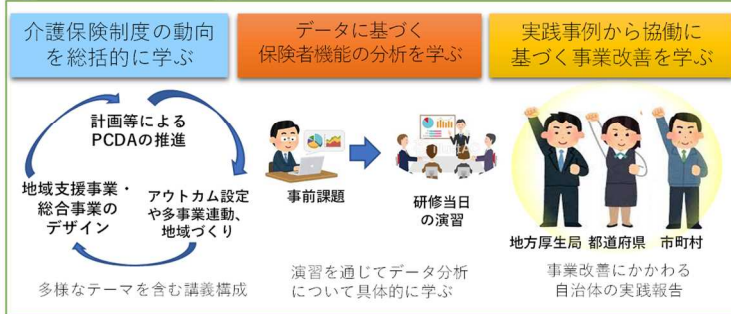 介護保険制度の動向
を総括的に学ぶ
計画等による
PCDAの推進
地域支援事業・
総合事業の
デザイン
アウトカム設定
や多事業連動、
地域づくり
多様なテーマを含む講義構成
データに基づく
保険者機能の分析を学ぶ
事前課題
研修当日
の演習
演習を通じてデータ分析
について具体的に学ぶ
実践事例から協働に
基づく事業改善を学ぶ
地方厚生局 都道府県 市町村
事業改善にかかわる
自治体の実践報告